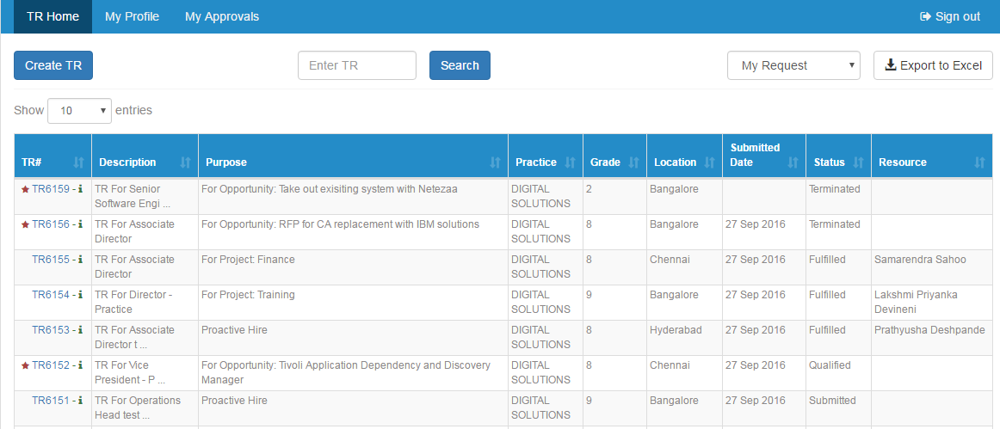 TR Home My Profile My Approvals Sign out
Create TR Enter TR Search My Request Export to Excel
Show 10 entries
Submitted
TR# Description Purpose Practice Grade Location Date Status Resource
TR6159 - i TR For Senior For Opportunity: Take out exisiting system with Netezaa DIGITAL 2 Bangalore Terminated
Software Engi ... SOLUTIONS
TR6156 - i TR For Associate For Opportunity: RFP for CA replacement with IBM solutions DIGITAL 8 Bangalore 27 Sep 2016 Terminated
Director SOLUTIONS
TR6155 - i TR For Associate For Project: Finance DIGITAL 8 Chennai 27 Sep 2016 Fulfilled Samarendra Sahoo
Director SOLUTIONS
TR6154 - i TR For Director - For Project: Training DIGITAL 9 Bangalore 27 Sep 2016 Fulfilled Lakshmi Priyanka
Practice SOLUTIONS Devineni
TR6153 - i TR For Associate Proactive Hire DIGITAL 8 Hyderabad 27 Sep 2016 Fulfilled Prathyusha Deshpande
Director t ... SOLUTIONS
TR6152 - i TR For Vice For Opportunity: Tivoli Application Dependency and Discovery DIGITAL 8 Chennai 27 Sep 2016 Qualified
President - P ... Manager SOLUTIONS
TR6151 - i TR For Operations Proactive Hire DIGITAL 9 Bangalore 27 Sep 2016 Submitted
Head test ... SOLUTIONS